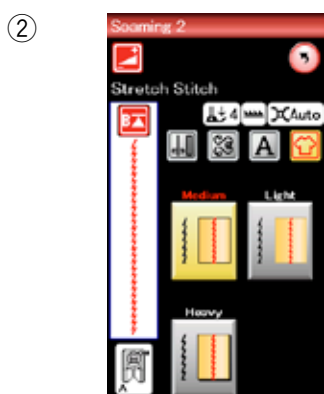 ②
Seaming 2
Stretch Stitch
4 Auto
B
A
Medium Light
Heavy
A